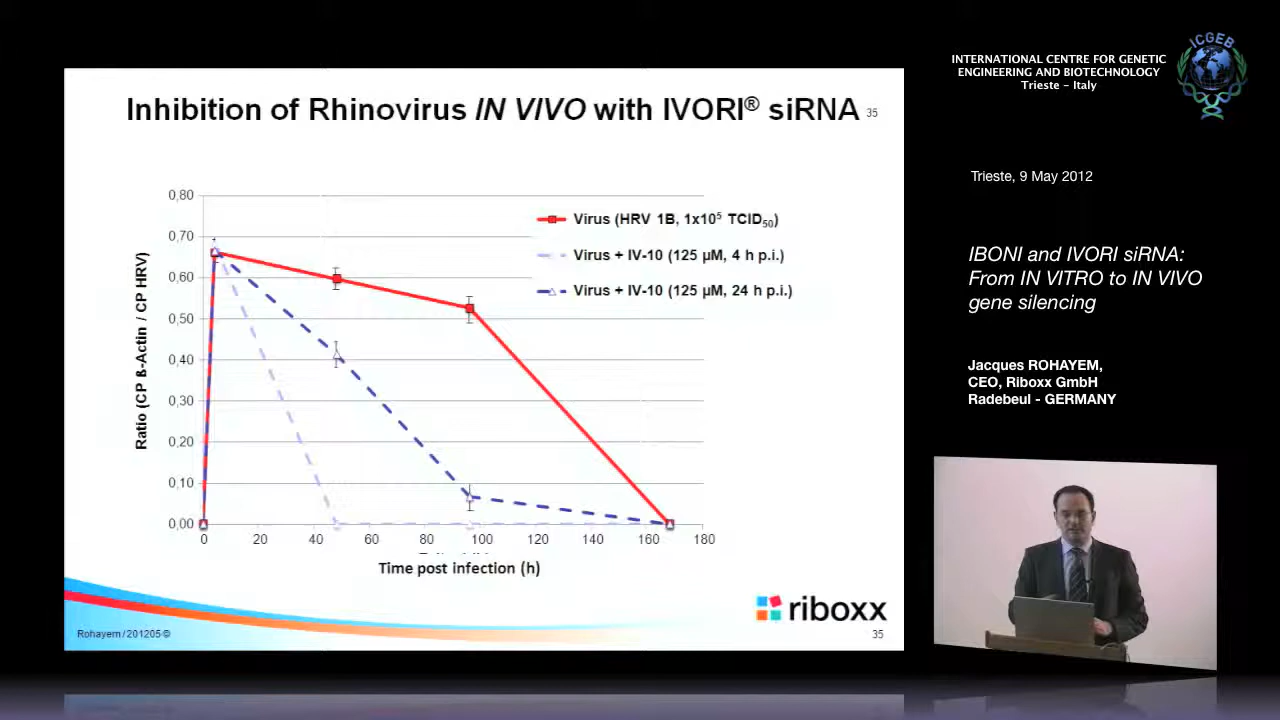 INTERNATIONAL CENTRE FOR GENETIC
ENGINEERING AND BIOTECHNOLOGY
Trieste - Italy
ICGEB
Trieste, 9 May 2012
IBONI and IVORI siRNA:
From IN VITRO to IN VIVO
gene silencing
Jacques ROHAYEM,
CEO, Riboxx GmbH
Radebeul - GERMANY
Inhibition of Rhinovirus IN VIVO with IVORI® siRNA 35
Ratio (CP ß-Actin / CP HRV)
0,80
0,70
0,60
0,50
0,40
0,30
0,20
0,10
0,00
Virus (HRV 1B, 1x10⁵ TCID₅₀)
Virus + IV-10 (125 µM, 4 h p.i.)
Virus + IV-10 (125 µM, 24 h p.i.)
0 20 40 60 80 100 120 140 160 180
Time post infection (h)
Rohayem / 201205 ©
riboxx
35